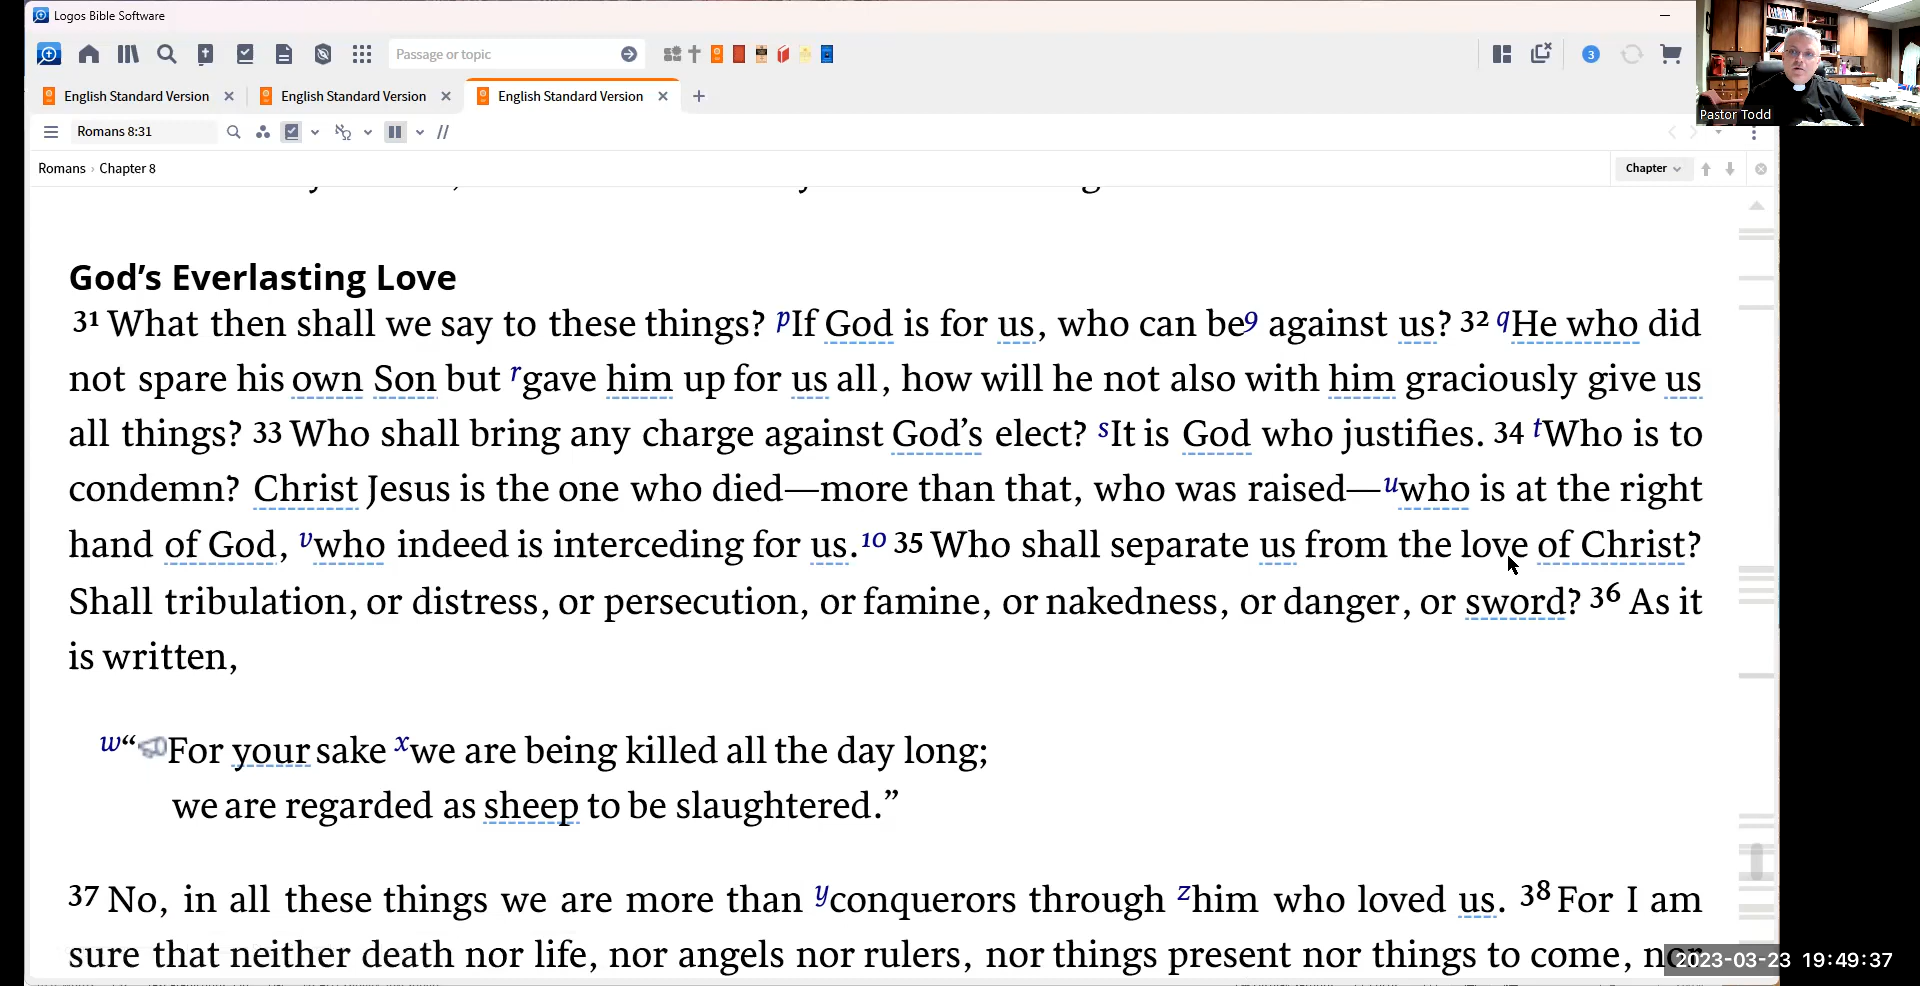 Logos Bible Software
Passage or topic
3
English Standard Version
English Standard Version
English Standard Version
Pastor Todd
Romans 8:31
Romans › Chapter 8
Chapter
God’s Everlasting Love
31 What then shall we say to these things? pIf God is for us, who can be9 against us? 32 qHe who did
not spare his own Son but rgave him up for us all, how will he not also with him graciously give us
all things? 33 Who shall bring any charge against God’s elect? sIt is God who justifies. 34 tWho is to
condemn? Christ Jesus is the one who died—more than that, who was raised—uwho is at the right
hand of God, vwho indeed is interceding for us.10 35 Who shall separate us from the love of Christ?
Shall tribulation, or distress, or persecution, or famine, or nakedness, or danger, or sword? 36 As it
is written,
w“For your sake xwe are being killed all the day long;
we are regarded as sheep to be slaughtered.”
37 No, in all these things we are more than yconquerors through zhim who loved us. 38 For I am
sure that neither death nor life, nor angels nor rulers, nor things present nor things to come, nor
2023-03-23 19:49:37